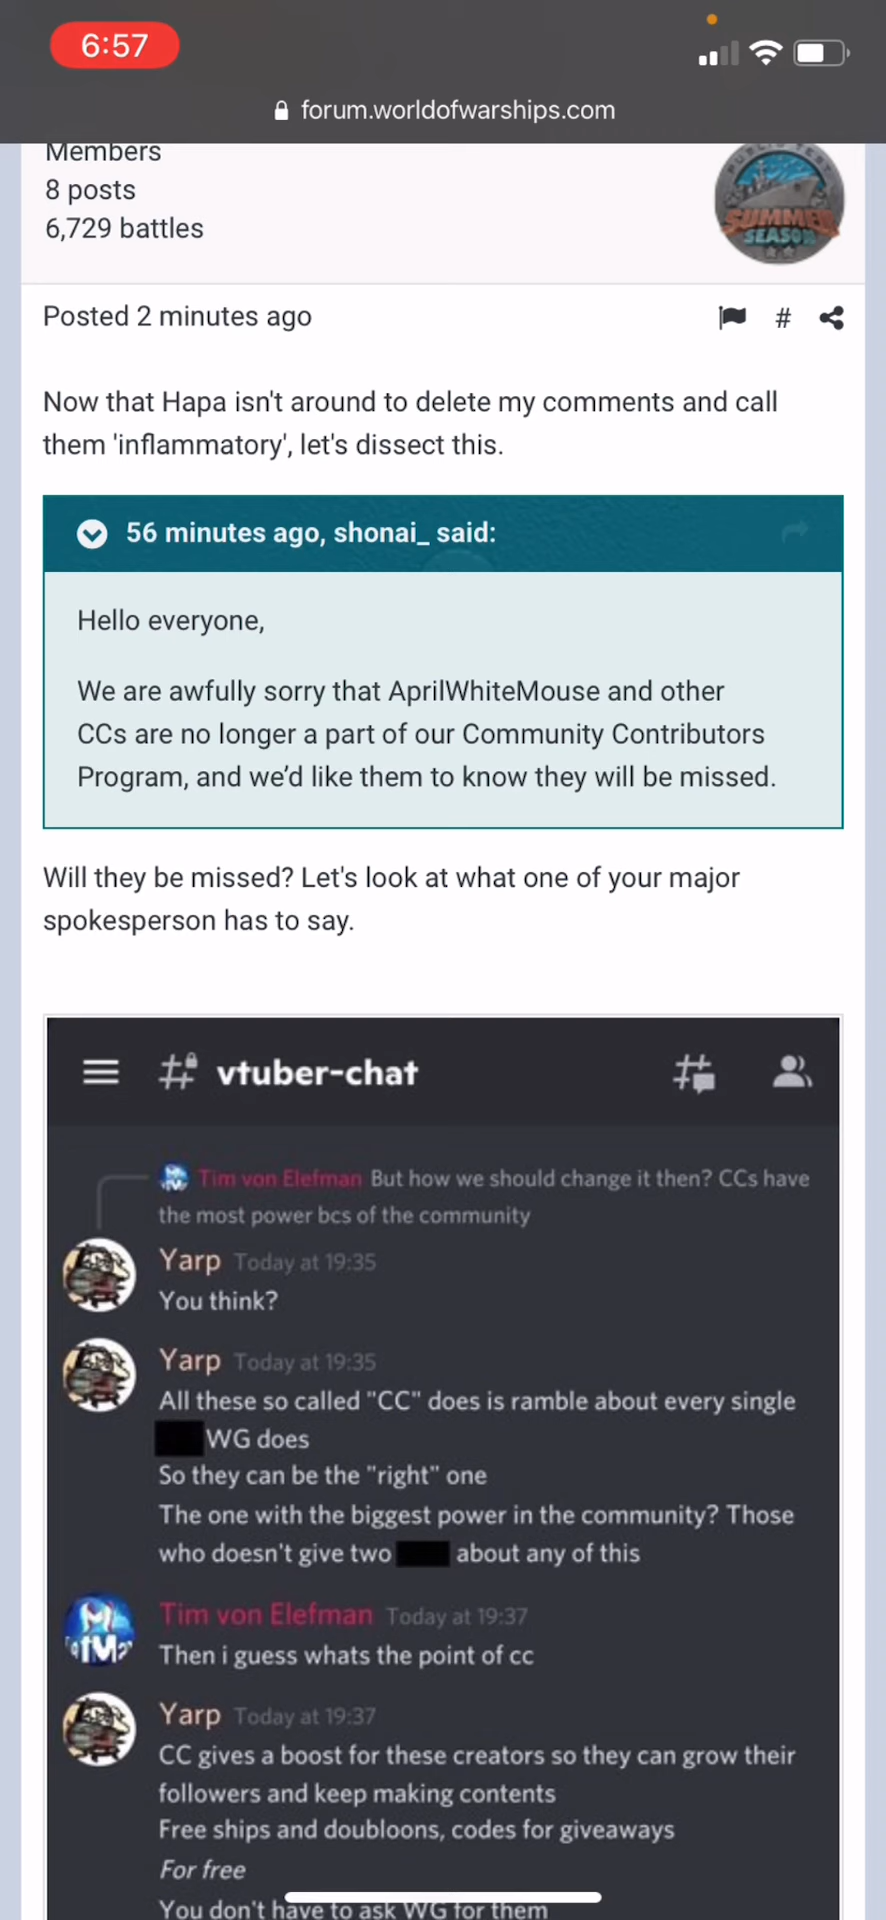 6:57
forum.worldofwarships.com
Members
8 posts
6,729 battles
PUBLIC TEST
SUMMER
SEASON
Posted 2 minutes ago
#
Now that Hapa isn't around to delete my comments and call
them 'inflammatory', let's dissect this.
56 minutes ago, shonai_ said:
Hello everyone,
We are awfully sorry that AprilWhiteMouse and other
CCs are no longer a part of our Community Contributors
Program, and we’d like them to know they will be missed.
Will they be missed? Let's look at what one of your major
spokesperson has to say.
# vtuber-chat
Tim von Elefman But how we should change it then? CCs have
the most power bcs of the community
Yarp Today at 19:35
You think?
Yarp Today at 19:35
All these so called "CC" does is ramble about every single
WG does
So they can be the "right" one
The one with the biggest power in the community? Those
who doesn't give two about any of this
Tim von Elefman Today at 19:37
Then i guess whats the point of cc
Yarp Today at 19:37
CC gives a boost for these creators so they can grow their
followers and keep making contents
Free ships and doubloons, codes for giveaways
For free
You don't have to ask WG for them